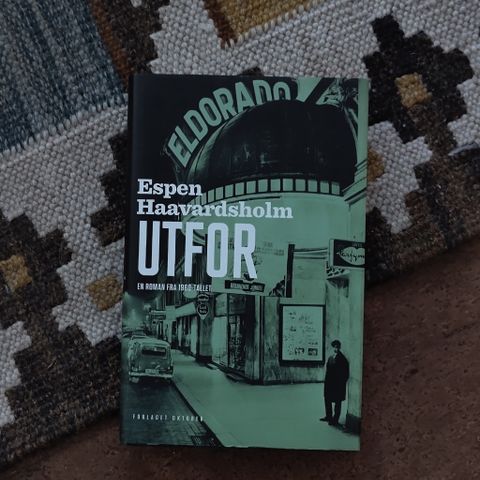 ELDORADO
Espen
Haavardsholm
UTFOR
EN ROMAN FRA 1960-TALLET
FORLAGET OKTOBER